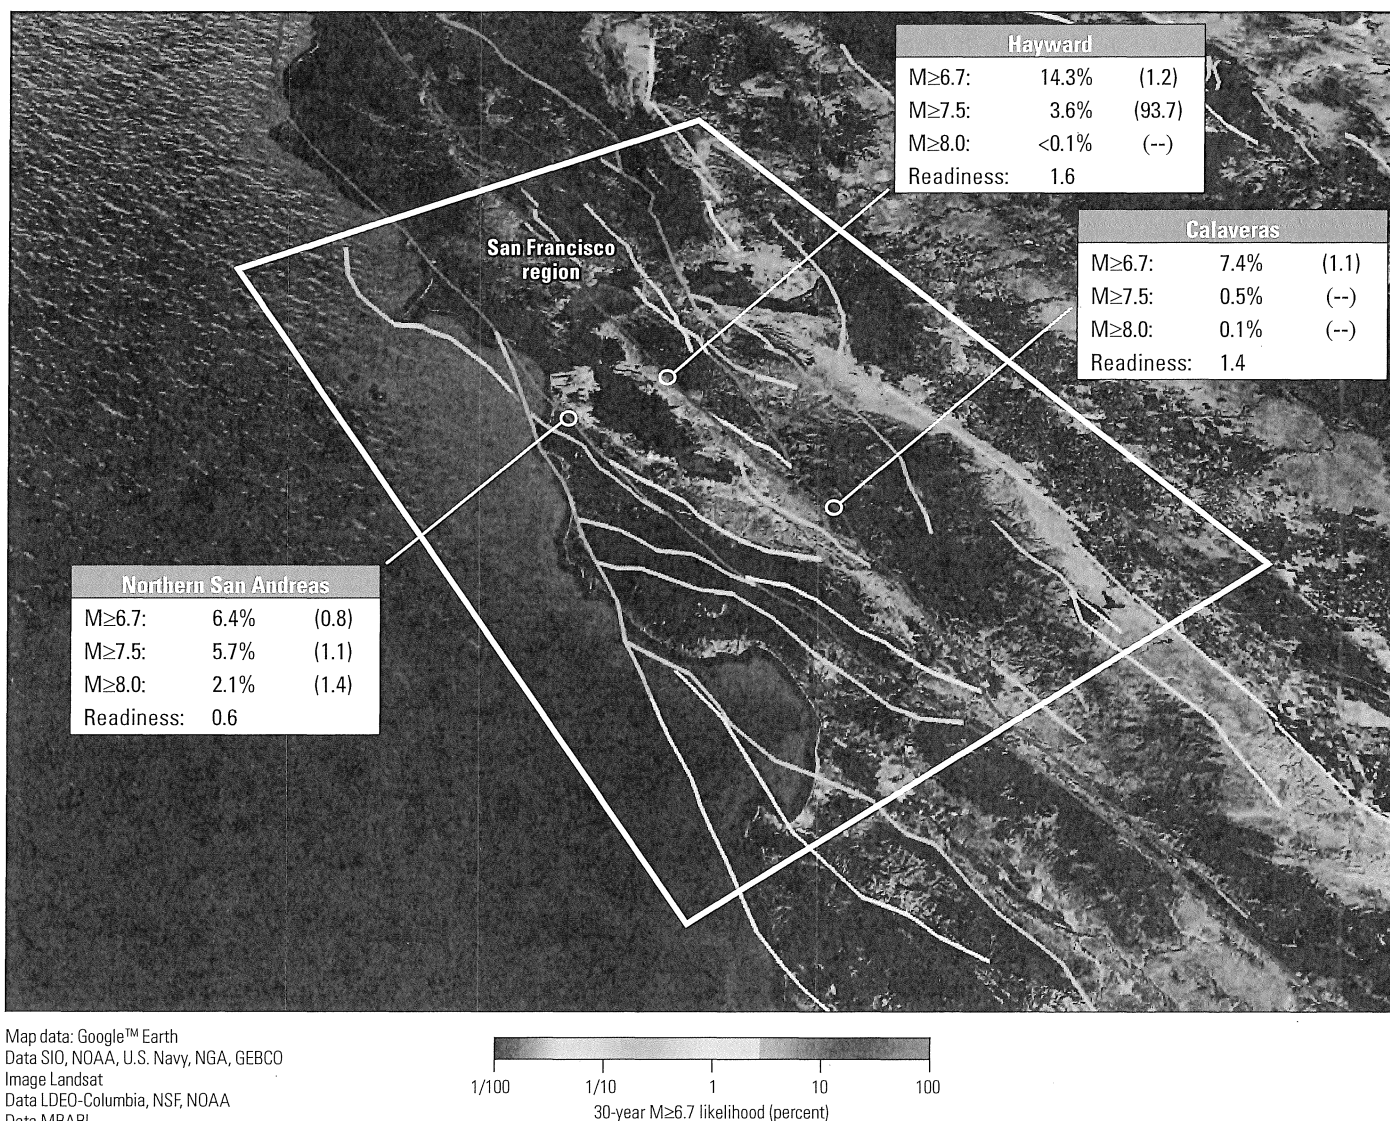 Hayward
M≥6.7: 14.3% (1.2)
M≥7.5: 3.6% (93.7)
M≥8.0: <0.1% (--)
Readiness: 1.6
Calaveras
M≥6.7: 7.4% (1.1)
M≥7.5: 0.5% (--)
M≥8.0: 0.1% (--)
Readiness: 1.4
San Francisco
region
Northern San Andreas
M≥6.7: 6.4% (0.8)
M≥7.5: 5.7% (1.1)
M≥8.0: 2.1% (1.4)
Readiness: 0.6
Map data: Google™ Earth
Data SIO, NOAA, U.S. Navy, NGA, GEBCO
Image Landsat
Data LDEO-Columbia, NSF, NOAA
Data MBARI
1/100 1/10 1 10 100
30-year M≥6.7 likelihood (percent)